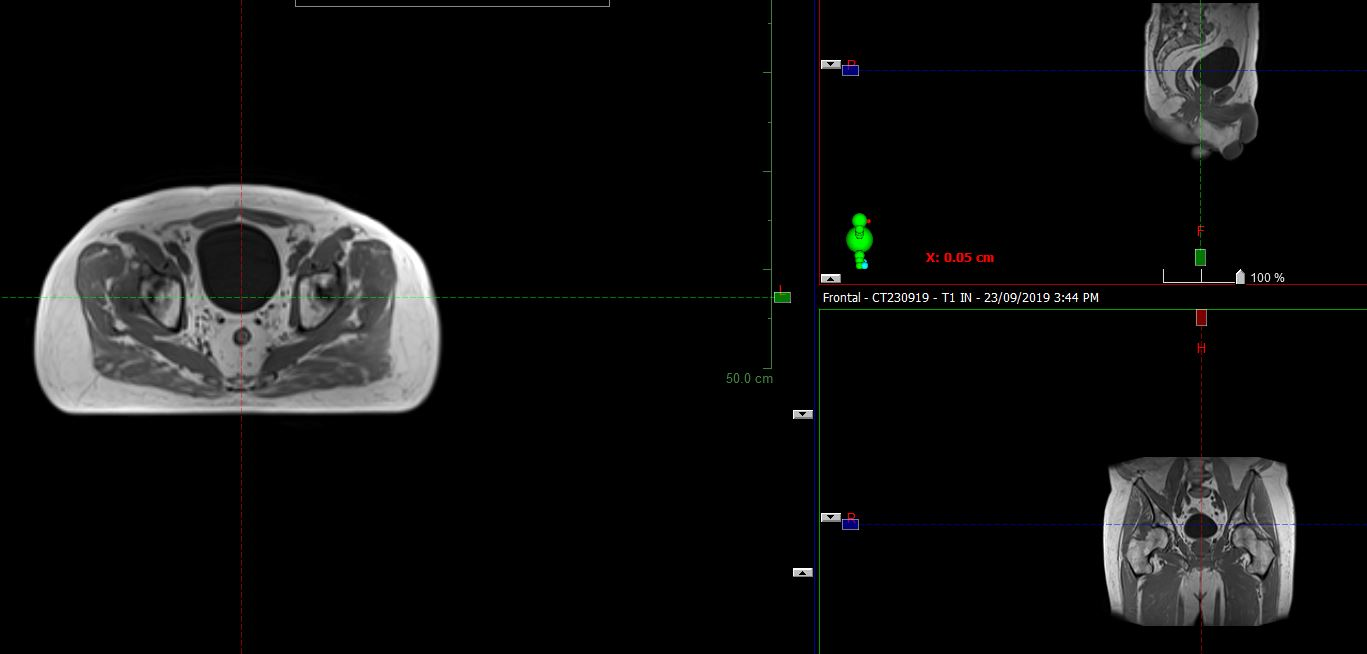 R
X: 0.05 cm
F
100 %
L
Frontal - CT230919 - T1 IN - 23/09/2019 3:44 PM
H
50.0 cm
R